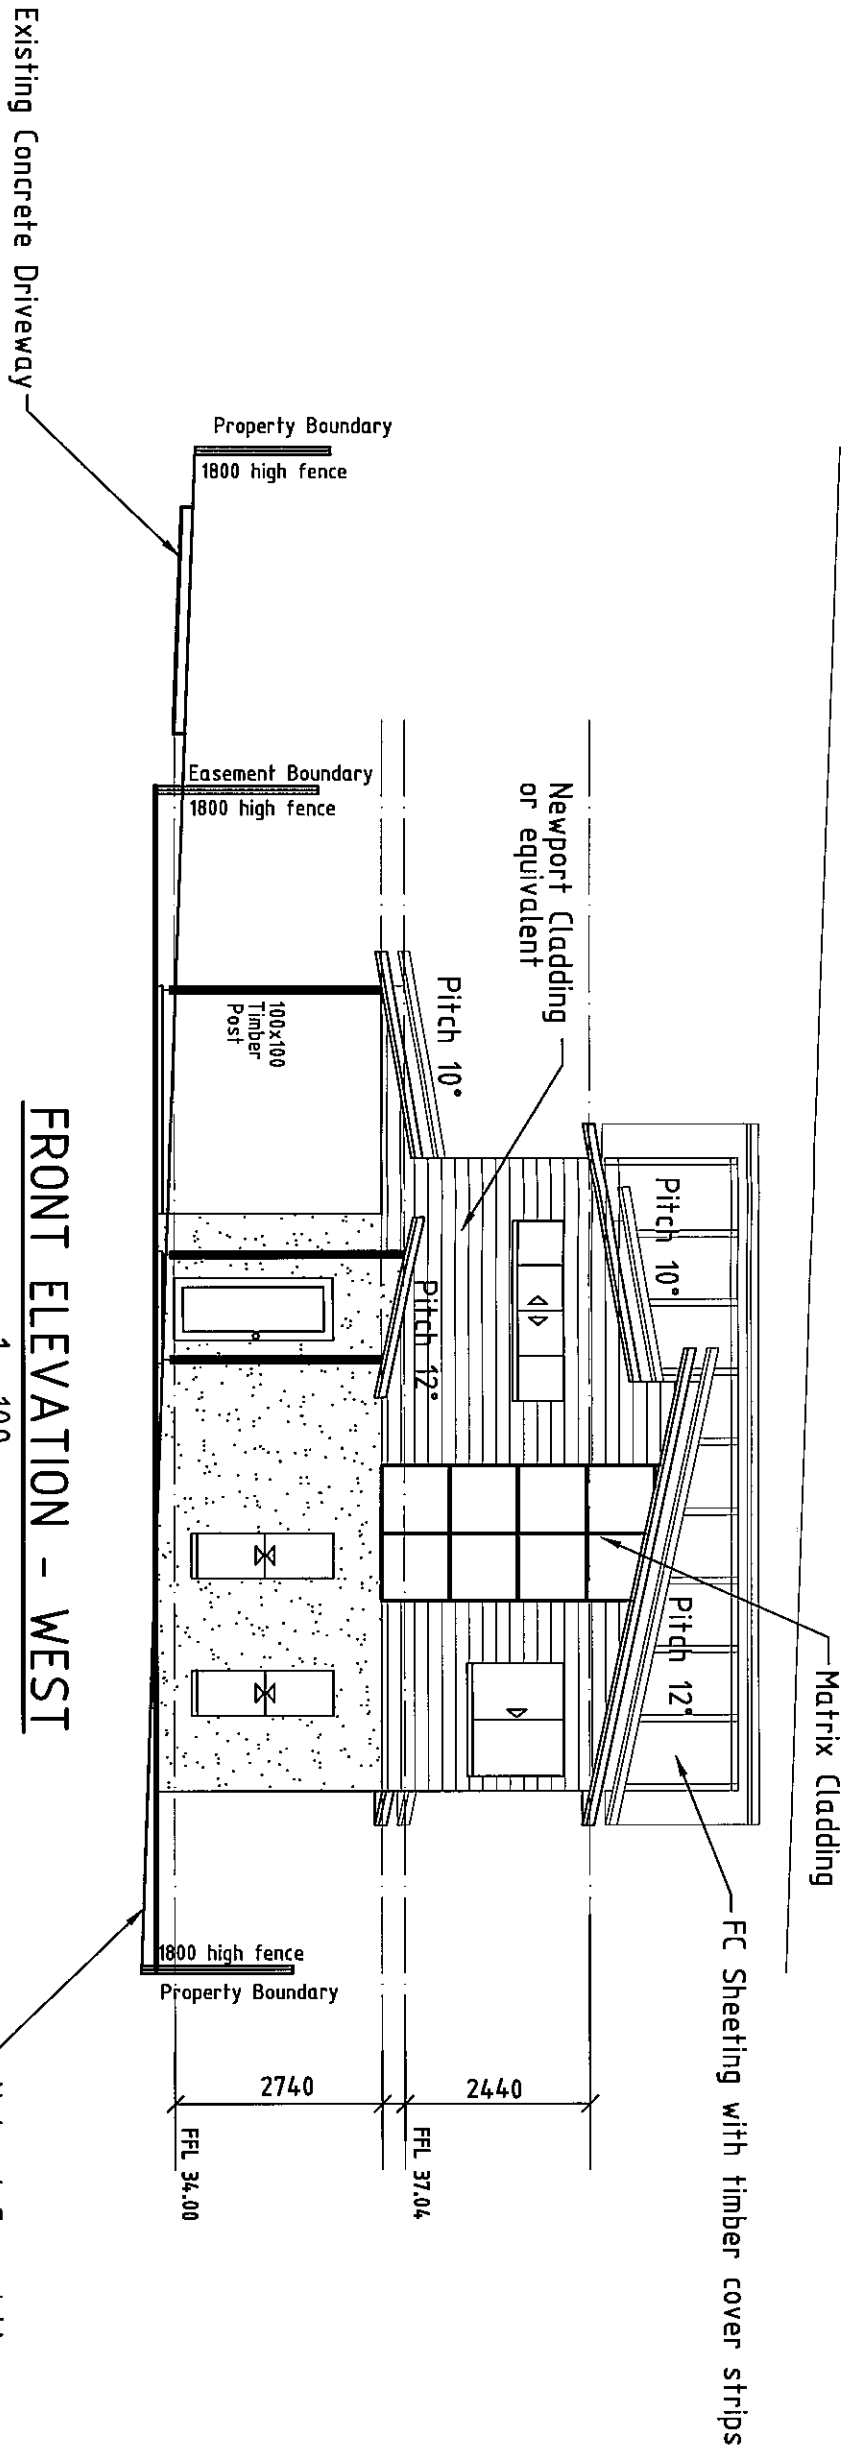 Matrix Cladding
FC Sheeting with timber cover strips
Newport Cladding
or equivalent
Pitch 10°
Pitch 12°
Pitch 10°
Pitch 12°
Property Boundary
1800 high fence
Easement Boundary
1800 high fence
100x100
Timber
Post
1800 high fence
Property Boundary
2440
2740
FFL 37.04
FFL 34.00
Existing Concrete Driveway
FRONT ELEVATION - WEST